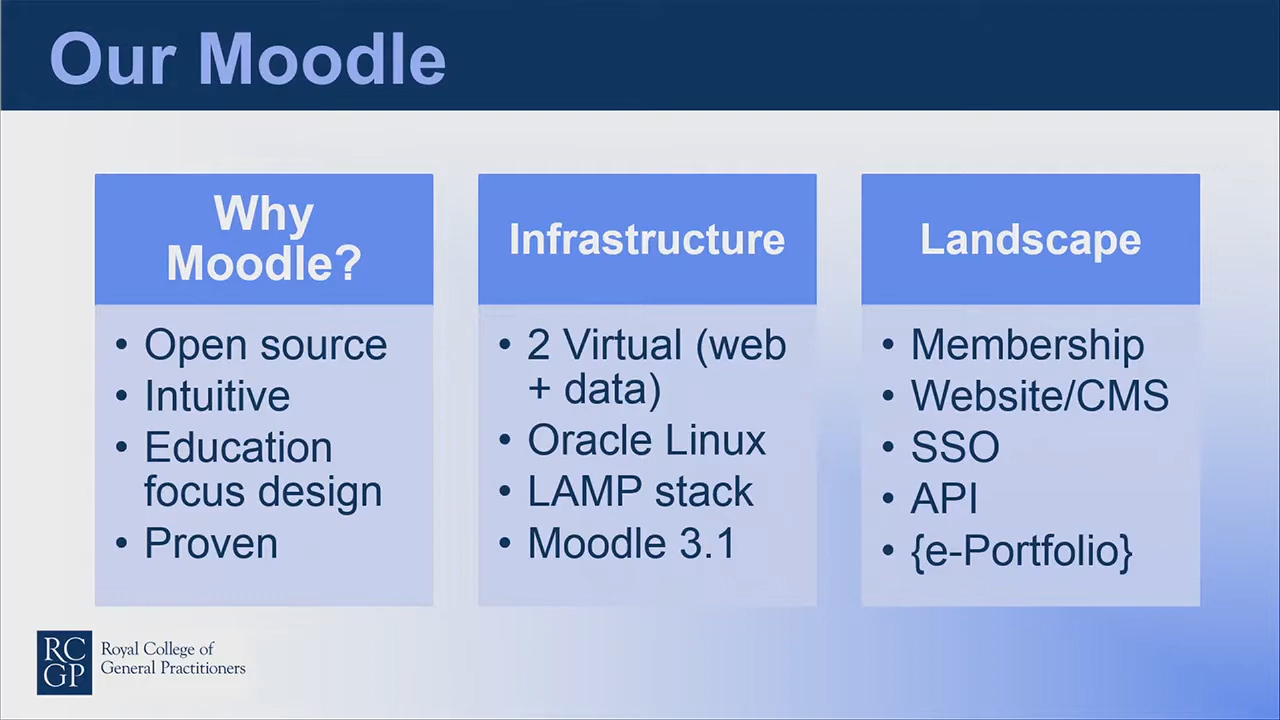 Our Moodle
Why
Moodle?
• Open source
• Intuitive
• Education
focus design
• Proven
Infrastructure
• 2 Virtual (web
+ data)
• Oracle Linux
• LAMP stack
• Moodle 3.1
Landscape
• Membership
• Website/CMS
• SSO
• API
• {e-Portfolio}
RC
GP
Royal College of
General Practitioners